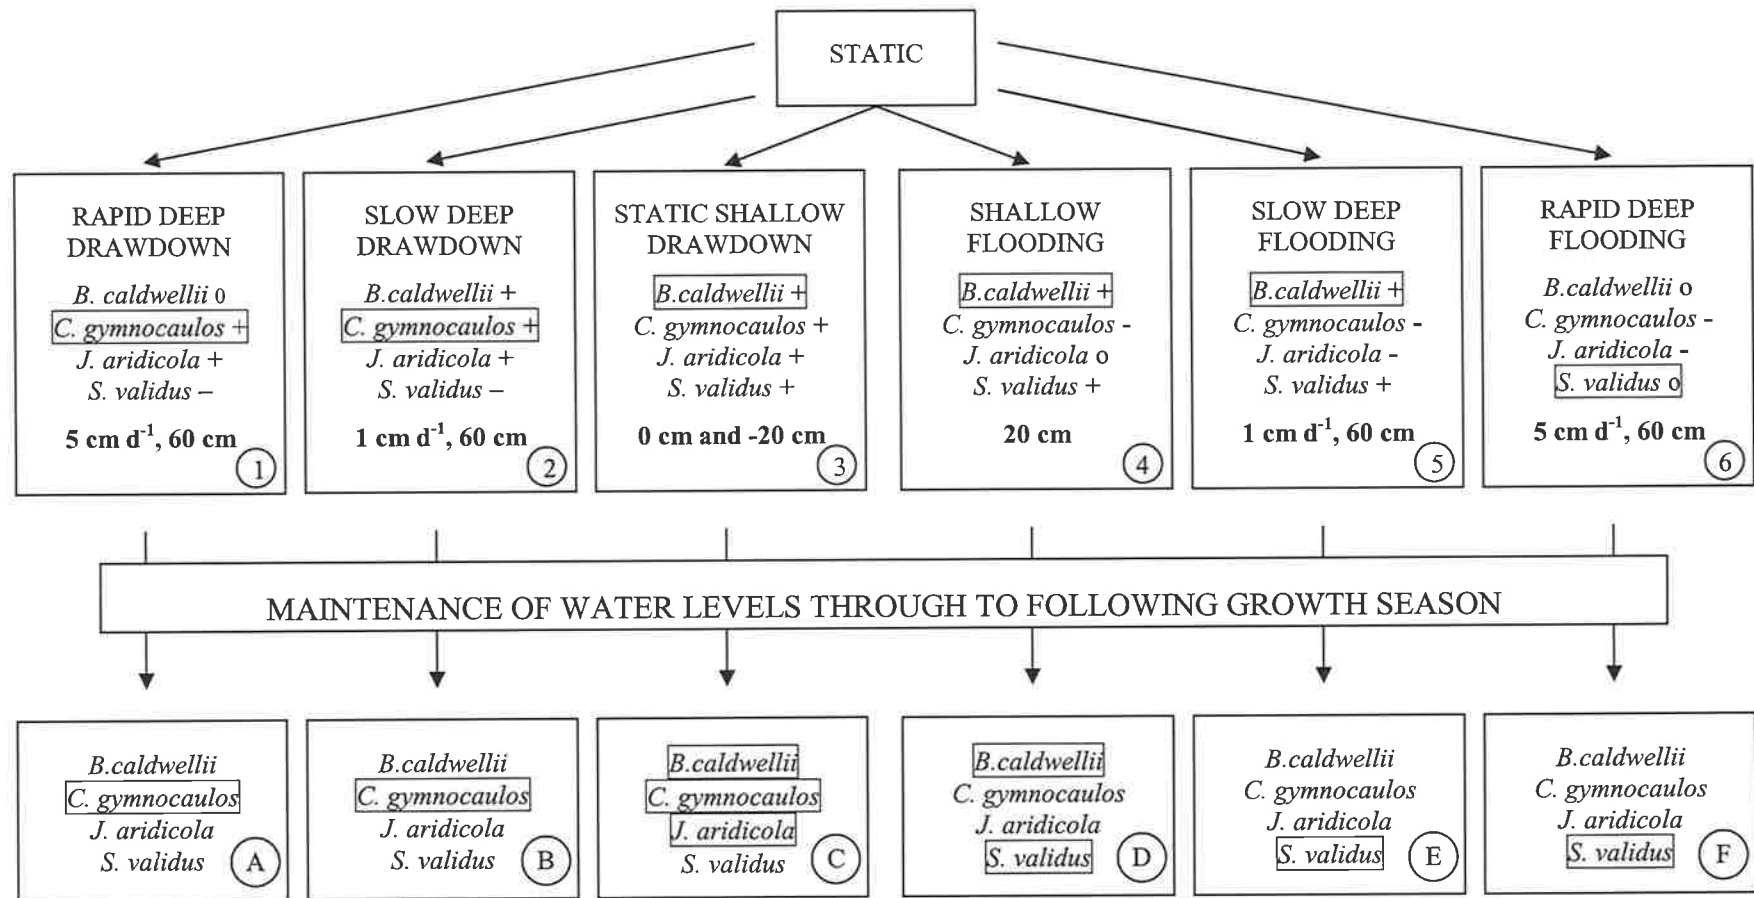 STATIC
RAPID DEEP
DRAWDOWN
B. caldwellii o
C. gymnocaulos +
J. aridicola +
S. validus –
5 cm d⁻¹, 60 cm
1
SLOW DEEP
DRAWDOWN
B.caldwellii +
C. gymnocaulos +
J. aridicola +
S. validus –
1 cm d⁻¹, 60 cm
2
STATIC SHALLOW
DRAWDOWN
B.caldwellii +
C. gymnocaulos +
J. aridicola +
S. validus +
0 cm and -20 cm
3
SHALLOW
FLOODING
B.caldwellii +
C. gymnocaulos -
J. aridicola o
S. validus +
20 cm
4
SLOW DEEP
FLOODING
B.caldwellii +
C. gymnocaulos -
J. aridicola -
S. validus +
1 cm d⁻¹, 60 cm
5
RAPID DEEP
FLOODING
B.caldwellii o
C. gymnocaulos -
J. aridicola -
S. validus o
5 cm d⁻¹, 60 cm
6
MAINTENANCE OF WATER LEVELS THROUGH TO FOLLOWING GROWTH SEASON
B.caldwellii
C. gymnocaulos
J. aridicola
S. validus
A
B.caldwellii
C. gymnocaulos
J. aridicola
S. validus
B
B.caldwellii
C. gymnocaulos
J. aridicola
S. validus
C
B.caldwellii
C. gymnocaulos
J. aridicola
S. validus
D
B.caldwellii
C. gymnocaulos
J. aridicola
S. validus
E
B.caldwellii
C. gymnocaulos
J. aridicola
S. validus
F